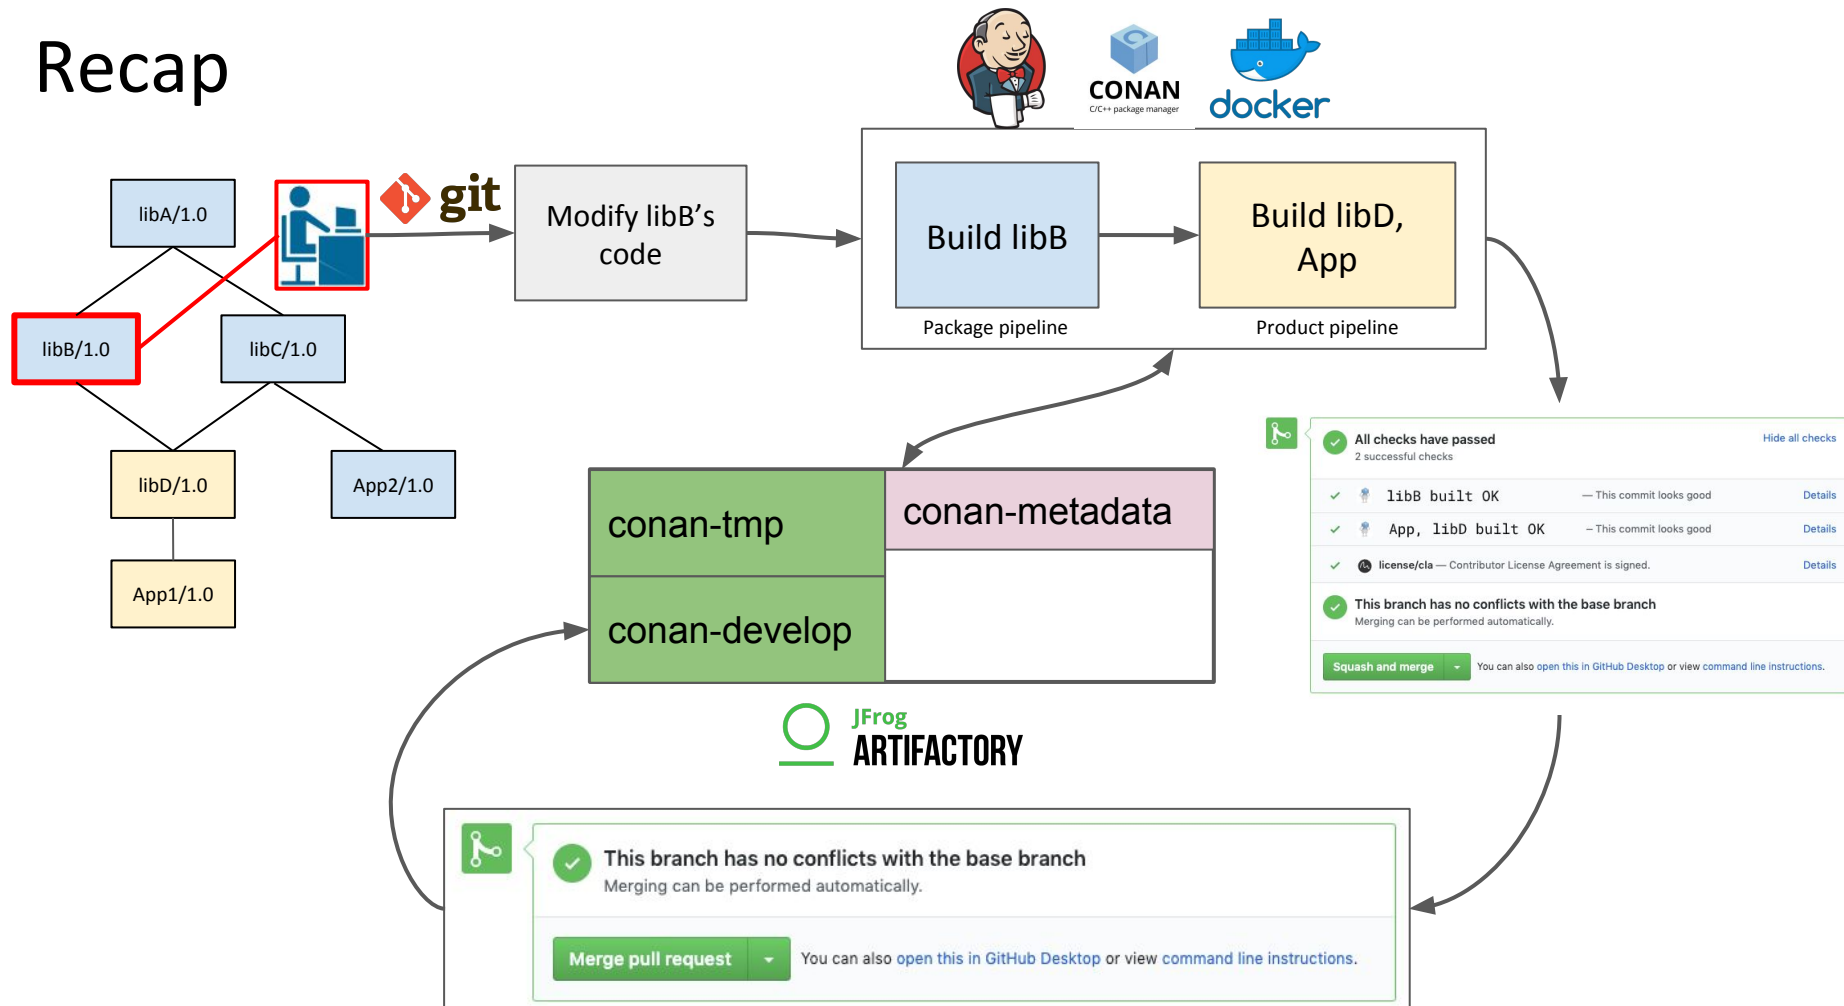 Recap
CONAN
C/C++ package manager
docker
git
libA/1.0
libB/1.0
libC/1.0
libD/1.0
App2/1.0
App1/1.0
Modify libB’s
code
Build libB
Package pipeline
Build libD,
App
Product pipeline
conan-tmp
conan-metadata
conan-develop
JFrog
ARTIFACTORY
All checks have passed
Hide all checks
2 successful checks
libB built OK — This commit looks good Details
App, libD built OK – This commit looks good Details
license/cla — Contributor License Agreement is signed. Details
This branch has no conflicts with the base branch
Merging can be performed automatically.
Squash and merge You can also open this in GitHub Desktop or view command line instructions.
This branch has no conflicts with the base branch
Merging can be performed automatically.
Merge pull request You can also open this in GitHub Desktop or view command line instructions.